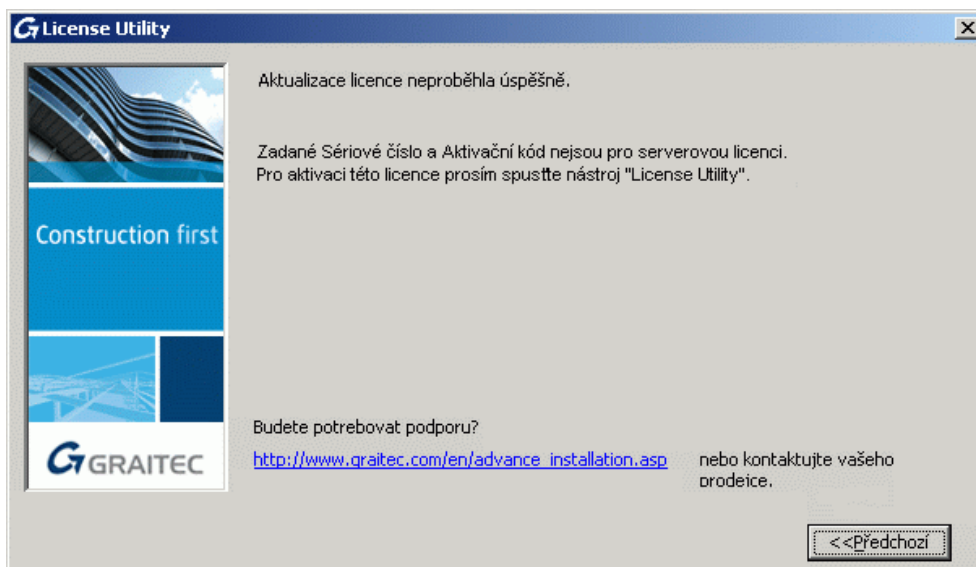 License Utility
Aktualizace licence neproběhla úspěšně.
Zadané Sériové číslo a Aktivační kód nejsou pro serverovou licenci.
Pro aktivaci této licence prosím spusťte nástroj "License Utility".
Construction first
GRAITEC
Budete potrebovat podporu?
http://www.graitec.com/en/advance_installation.asp nebo kontaktujte vašeho
prodejce.
<<Předchozí